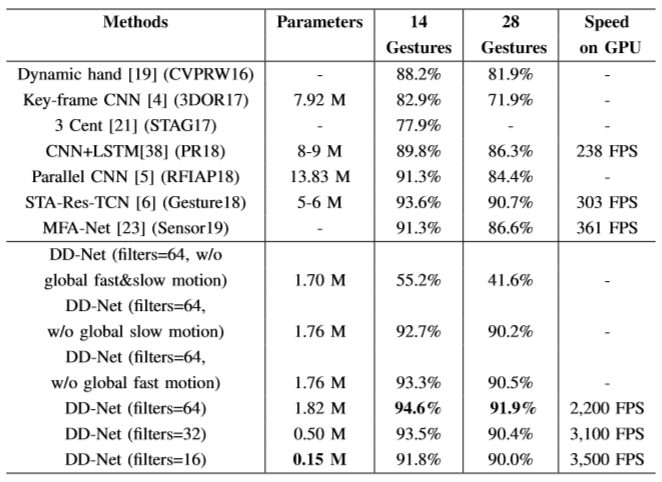 Methods Parameters 14 Gestures 28 Gestures Speed on GPU
Dynamic hand [19] (CVPRW16) - 88.2% 81.9% -
Key-frame CNN [4] (3DOR17) 7.92 M 82.9% 71.9% -
3 Cent [21] (STAG17) - 77.9% - -
CNN+LSTM[38] (PR18) 8-9 M 89.8% 86.3% 238 FPS
Parallel CNN [5] (RFIAP18) 13.83 M 91.3% 84.4% -
STA-Res-TCN [6] (Gesture18) 5-6 M 93.6% 90.7% 303 FPS
MFA-Net [23] (Sensor19) - 91.3% 86.6% 361 FPS
DD-Net (filters=64, w/o
global fast&slow motion) 1.70 M 55.2% 41.6% -
DD-Net (filters=64,
w/o global slow motion) 1.76 M 92.7% 90.2% -
DD-Net (filters=64,
w/o global fast motion) 1.76 M 93.3% 90.5% -
DD-Net (filters=64) 1.82 M 94.6% 91.9% 2,200 FPS
DD-Net (filters=32) 0.50 M 93.5% 90.4% 3,100 FPS
DD-Net (filters=16) 0.15 M 91.8% 90.0% 3,500 FPS